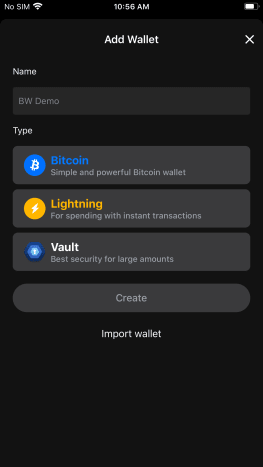 No SIM 10:56 AM
Add Wallet
Name
BW Demo
Type
Bitcoin
Simple and powerful Bitcoin wallet
Lightning
For spending with instant transactions
Vault
Best security for large amounts
Create
Import wallet